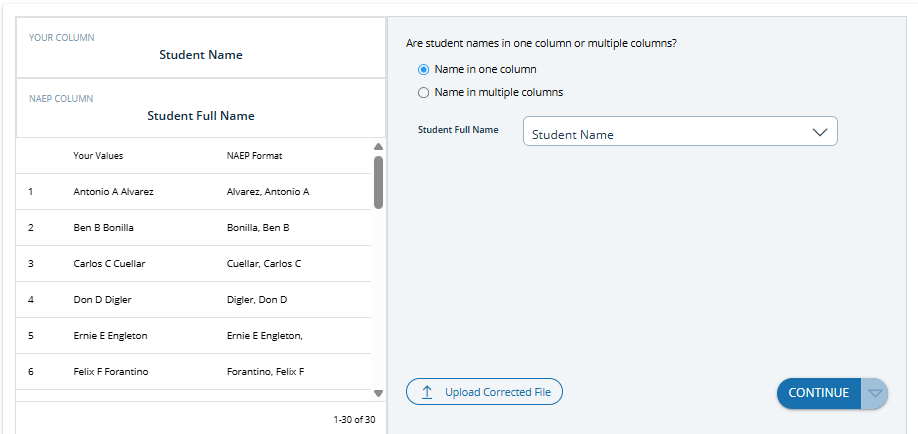 YOUR COLUMN
Student Name
NAEP COLUMN
Student Full Name
Your Values NAEP Format
1 Antonio A Alvarez Alvarez, Antonio A
2 Ben B Bonilla Bonilla, Ben B
3 Carlos C Cuellar Cuellar, Carlos C
4 Don D Digler Digler, Don D
5 Ernie E Engleton Ernie E Engleton,
6 Felix F Forantino Forantino, Felix F
1-30 of 30
Are student names in one column or multiple columns?
Name in one column
Name in multiple columns
Student Full Name Student Name
Upload Corrected File
CONTINUE